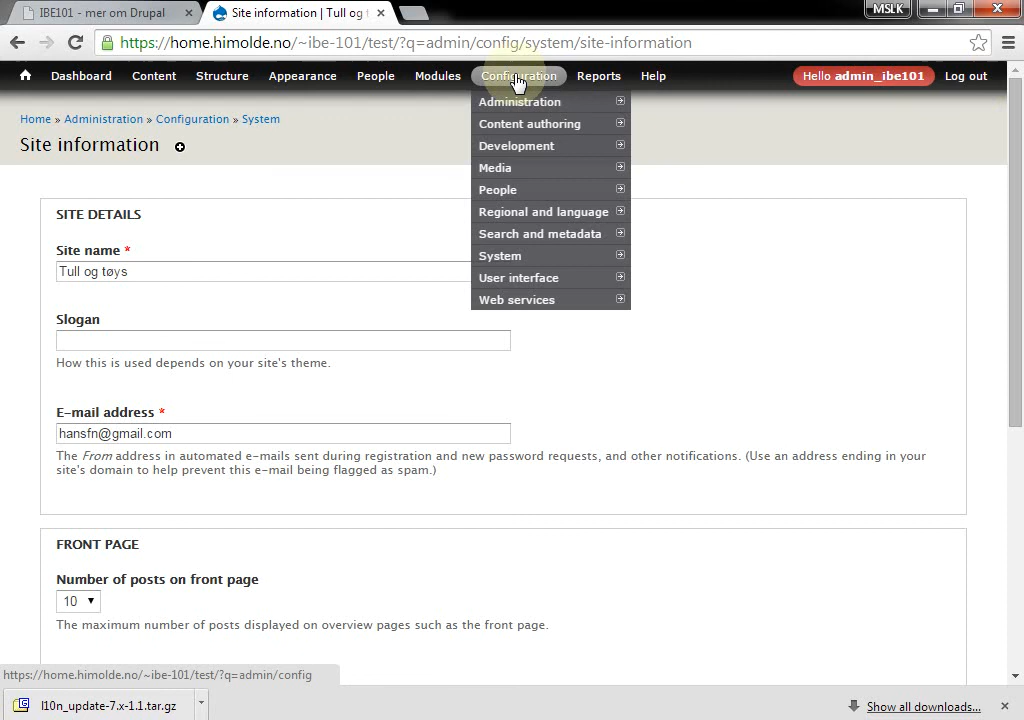 IBE101 - mer om Drupal
Site information | Tull og t
MSLK
https://home.himolde.no/~ibe-101/test/?q=admin/config/system/site-information
Dashboard Content Structure Appearance People Modules Configuration Reports Help
Hello admin_ibe101 Log out
Home » Administration » Configuration » System
Site information
Administration
Content authoring
Development
Media
People
Regional and language
Search and metadata
System
User interface
Web services
SITE DETAILS
Site name *
Tull og tøys
Slogan
How this is used depends on your site's theme.
E-mail address *
hansfn@gmail.com
The From address in automated e-mails sent during registration and new password requests, and other notifications. (Use an address ending in your
site's domain to help prevent this e-mail being flagged as spam.)
FRONT PAGE
Number of posts on front page
10
The maximum number of posts displayed on overview pages such as the front page.
https://home.himolde.no/~ibe-101/test/?q=admin/config
l10n_update-7.x-1.1.tar.gz
Show all downloads...